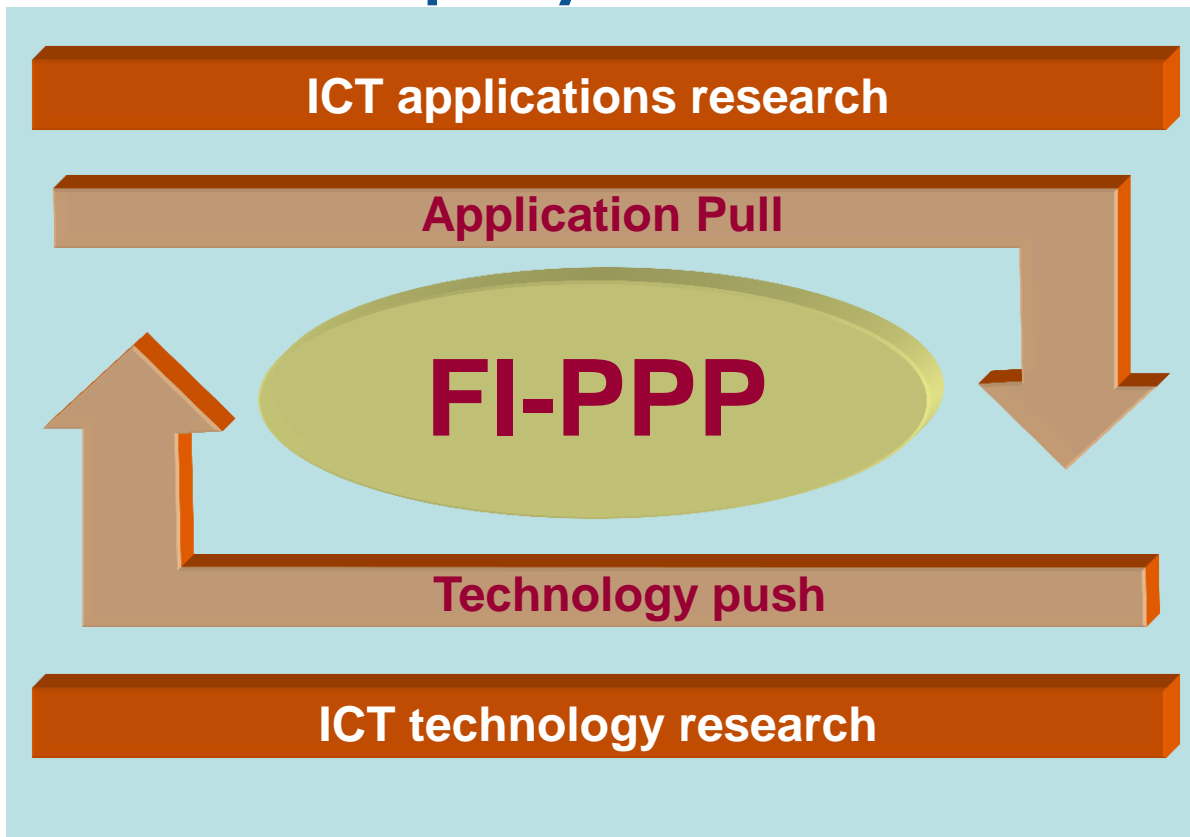 ICT applications research
Application Pull
FI-PPP
Technology push
ICT technology research